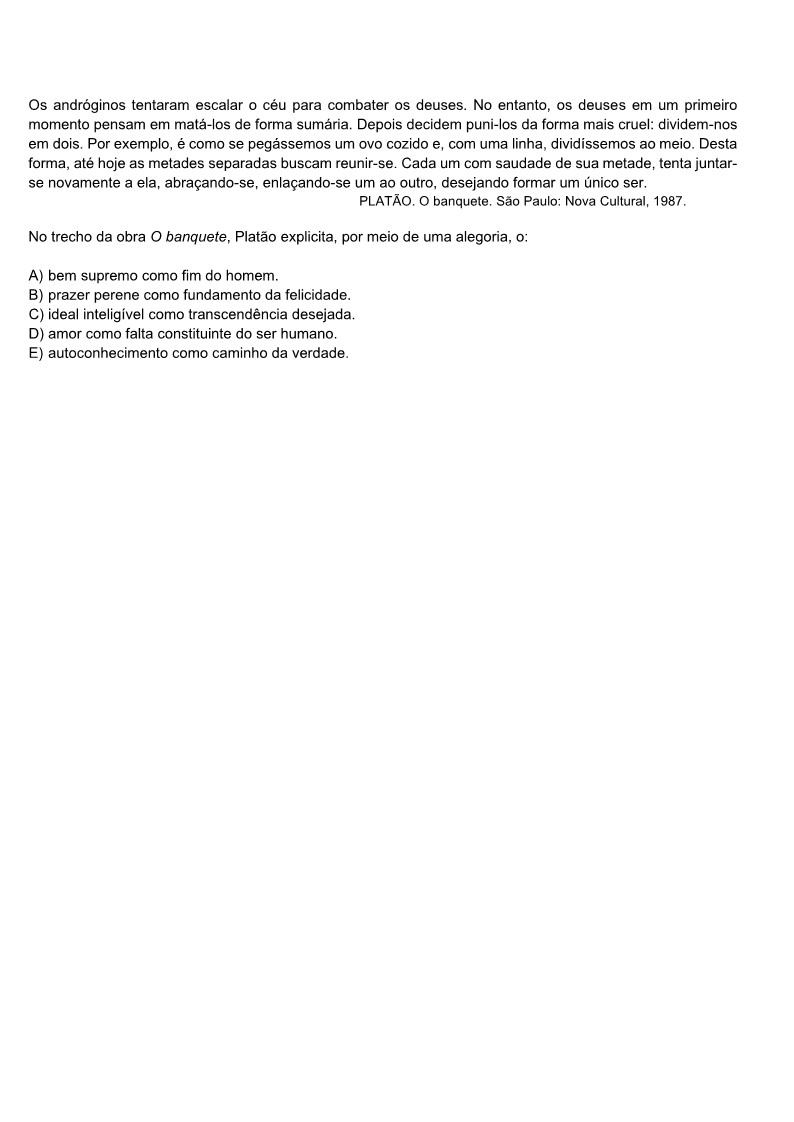 Os andróginos tentaram escalar o céu para combater os deuses. No entanto, os deuses em um primeiro
momento pensam em matá-los de forma sumária. Depois decidem puni-los da forma mais cruel: dividem-nos
em dois. Por exemplo, é como se pegássemos um ovo cozido e, com uma linha, dividíssemos ao meio. Desta
forma, até hoje as metades separadas buscam reunir-se. Cada um com saudade de sua metade, tenta juntar-
se novamente a ela, abraçando-se, enlaçando-se um ao outro, desejando formar um único ser.
PLATÃO. O banquete. São Paulo: Nova Cultural, 1987.
No trecho da obra O banquete, Platão explicita, por meio de uma alegoria, o:
A) bem supremo como fim do homem.
B) prazer perene como fundamento da felicidade.
C) ideal inteligível como transcendência desejada.
D) amor como falta constituinte do ser humano.
E) autoconhecimento como caminho da verdade.